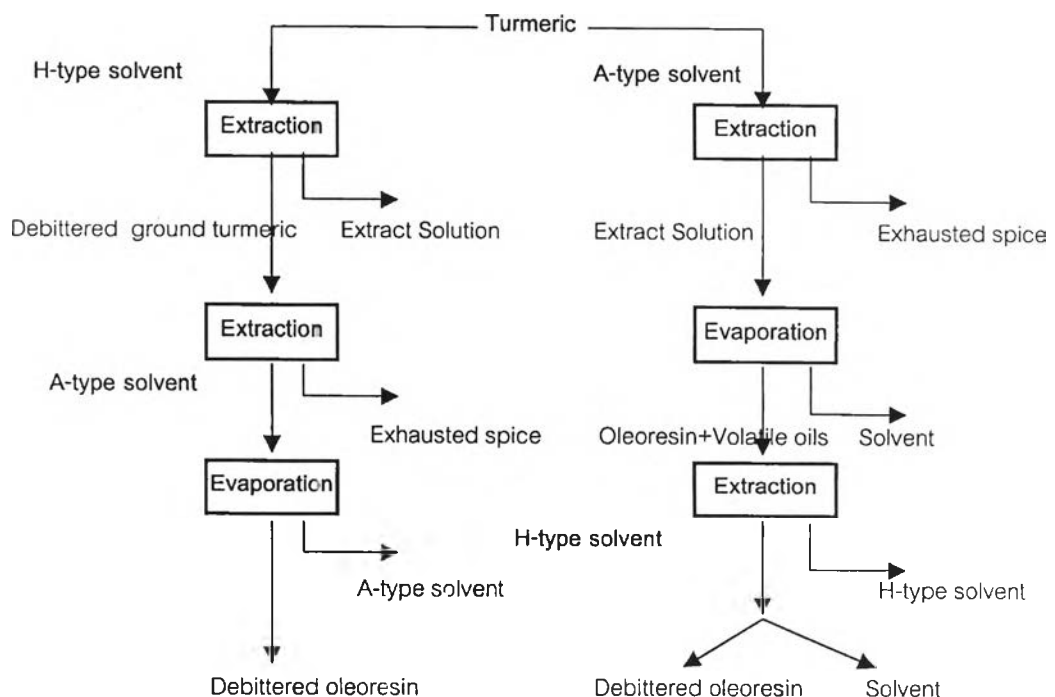 Turmeric
H-type solvent
Extraction
Debittered ground turmeric
Extract Solution
Extraction
A-type solvent
Exhausted spice
Evaporation
A-type solvent
Debittered oleoresin
A-type solvent
Extraction
Extract Solution
Exhausted spice
Evaporation
Oleoresin+Volatile oils
Solvent
Extraction
H-type solvent
H-type solvent
Debittered oleoresin
Solvent